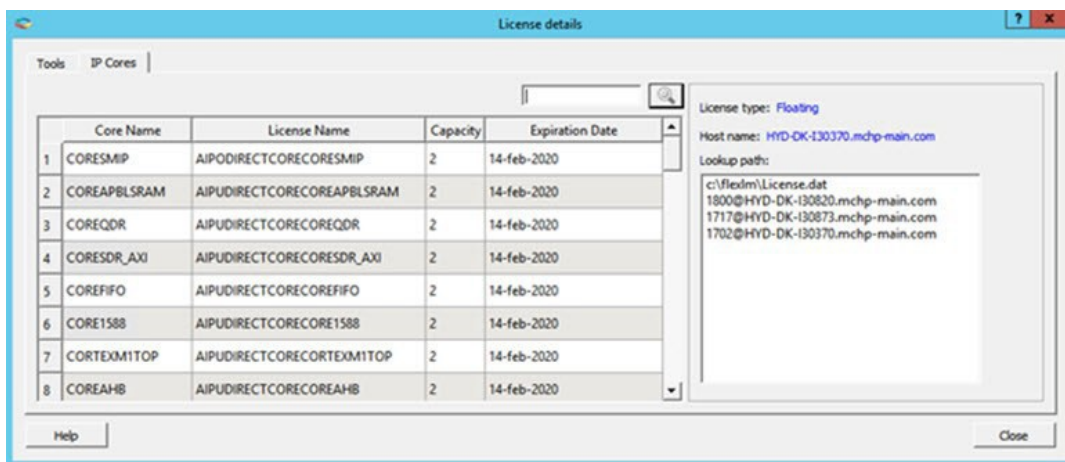 License details
? x
Tools IP Cores
Core Name License Name Capacity Expiration Date
1 CORESMIP AIPODIRECTCORECORESMIP 2 14-feb-2020
2 COREAPBLSRAM AIPUDIRECTCORECOREAPBLSRAM 2 14-feb-2020
3 COREQDR AIPUDIRECTCORECOREQDR 2 14-feb-2020
4 CORESDR_AXI AIPUDIRECTCORECORESDR_AXI 2 14-feb-2020
5 COREFIFO AIPUDIRECTCORECOREFIFO 2 14-feb-2020
6 CORE1588 AIPUDIRECTCORECORE1588 2 14-feb-2020
7 CORTEXM1TOP AIPUDIRECTCORECORTEXM1TOP 2 14-feb-2020
8 COREAHB AIPUDIRECTCORECOREAHB 2 14-feb-2020
License type: Floating
Host name: HYD-DK-I30370.mchp-main.com
Lookup path:
c:\flexlm\License.dat
1800@HYD-DK-I30820.mchp-main.com
1717@HYD-DK-I30873.mchp-main.com
1702@HYD-DK-I30370.mchp-main.com
Help Close